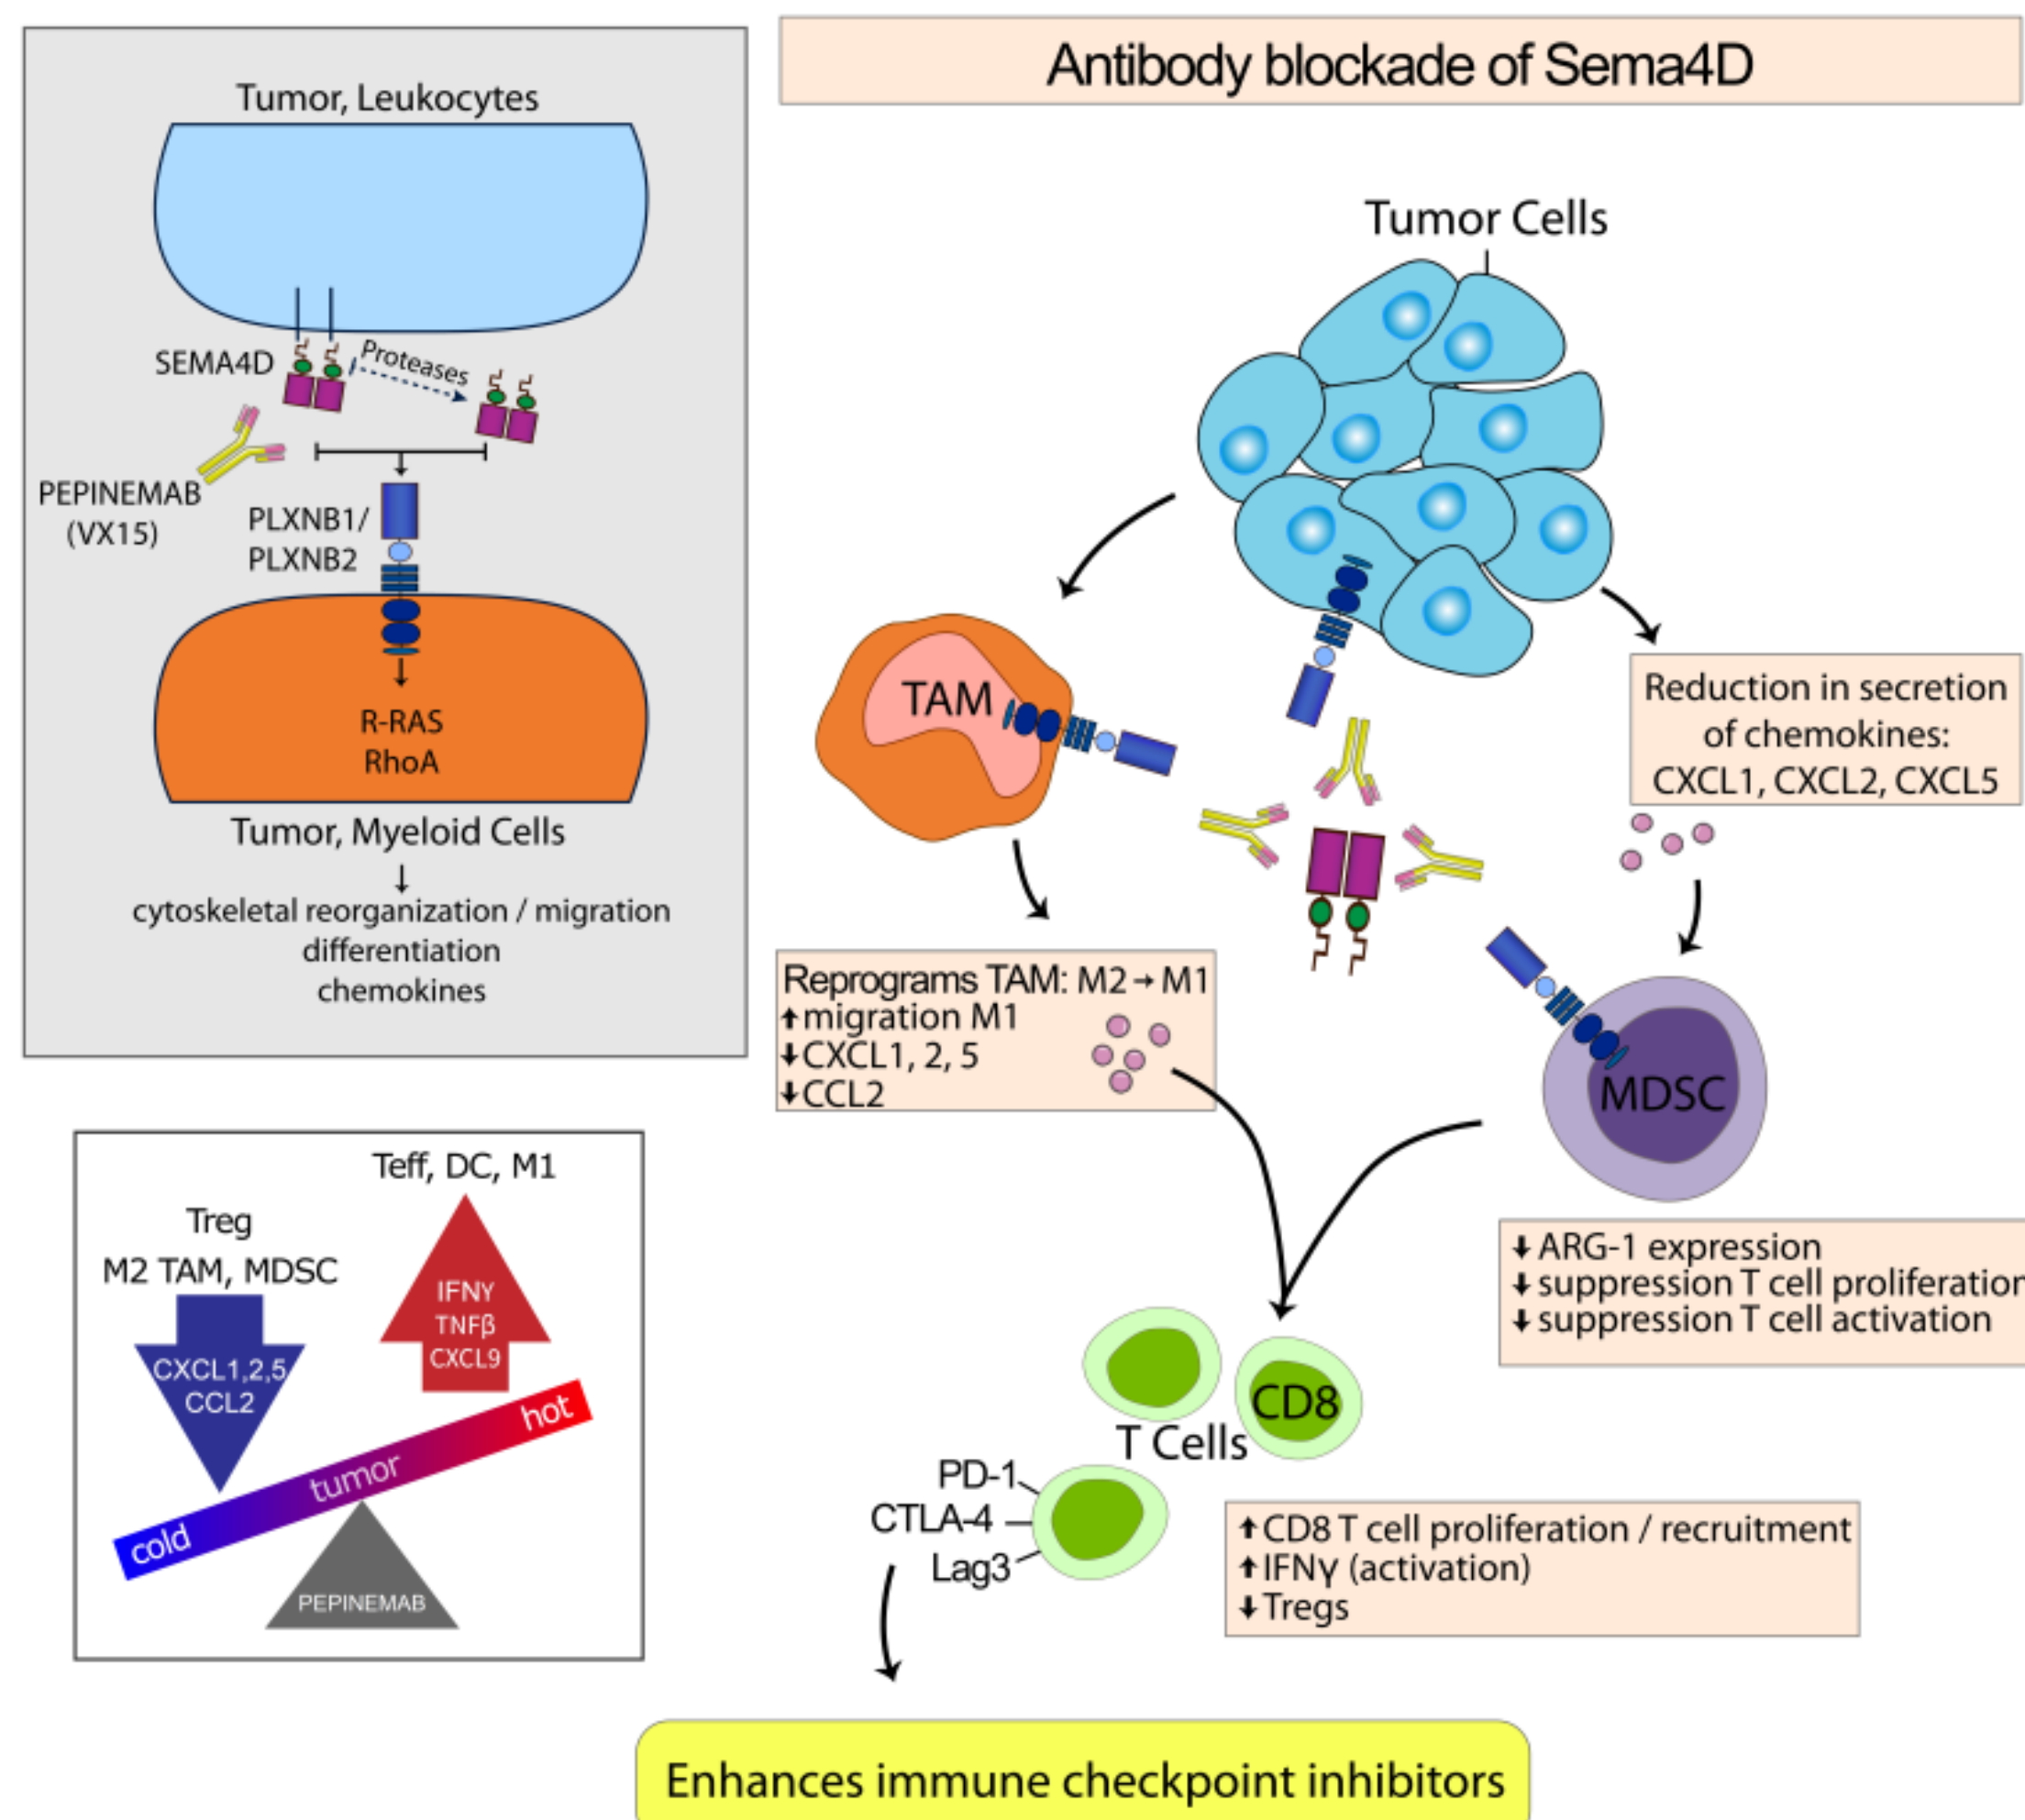 Tumor, Leukocytes
SEMA4D
Proteases
PEPINEMAB
(VX15)
PLXNB1/
PLXNB2
R-RAS
RhoA
Tumor, Myeloid Cells
↓
cytoskeletal reorganization / migration
differentiation
chemokines
Teff, DC, M1
Treg
M2 TAM, MDSC
IFNγ
TNFβ
CXCL9
CXCL1,2,5
CCL2
hot
tumor
cold
PEPINEMAB
Antibody blockade of Sema4D
Tumor Cells
TAM
Reduction in secretion
of chemokines:
CXCL1, CXCL2, CXCL5
Reprograms TAM: M2→M1
↑migration M1
↓CXCL1, 2, 5
↓CCL2
MDSC
↓ARG-1 expression
↓suppression T cell proliferation
↓suppression T cell activation
CD8
T Cells
PD-1
CTLA-4
Lag3
↑CD8 T cell proliferation / recruitment
↑IFNγ (activation)
↓Tregs
Enhances immune checkpoint inhibitors